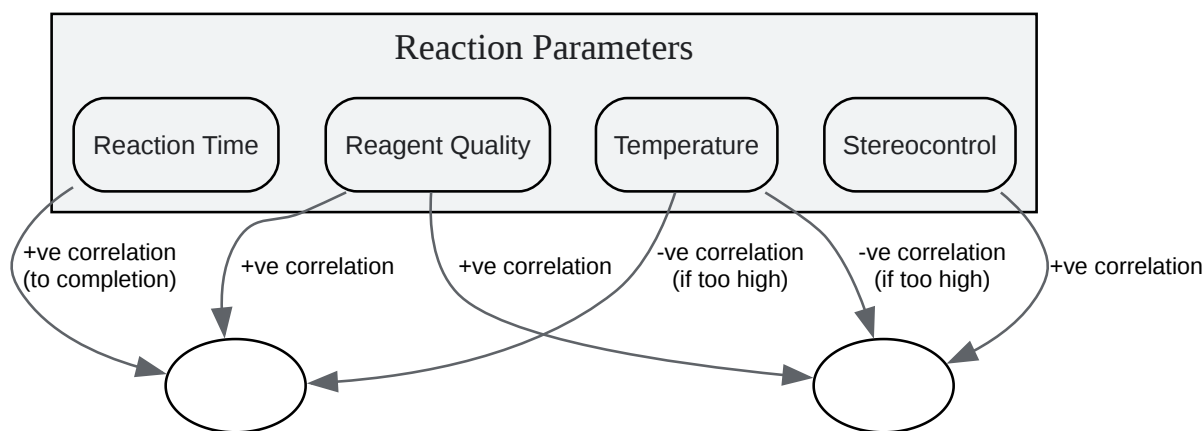 Reaction Parameters
Reaction Time
Reagent Quality
Temperature
Stereocontrol
+ve correlation
(to completion)
+ve correlation
+ve correlation
-ve correlation
(if too high)
-ve correlation
(if too high)
+ve correlation